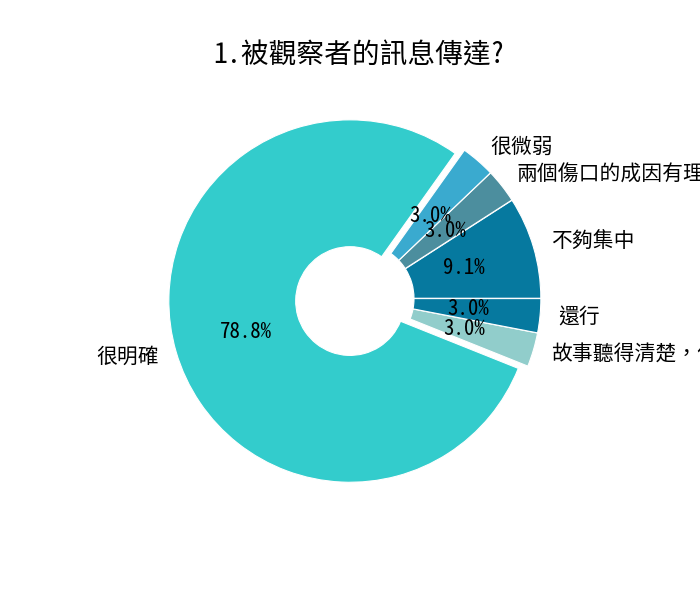 1.被觀察者的訊息傳達?
很微弱
兩個傷口的成因有理
3.0%
3.0%
不夠集中
9.1%
3.0%
還行
3.0%
78.8%
故事聽得清楚，
很明確